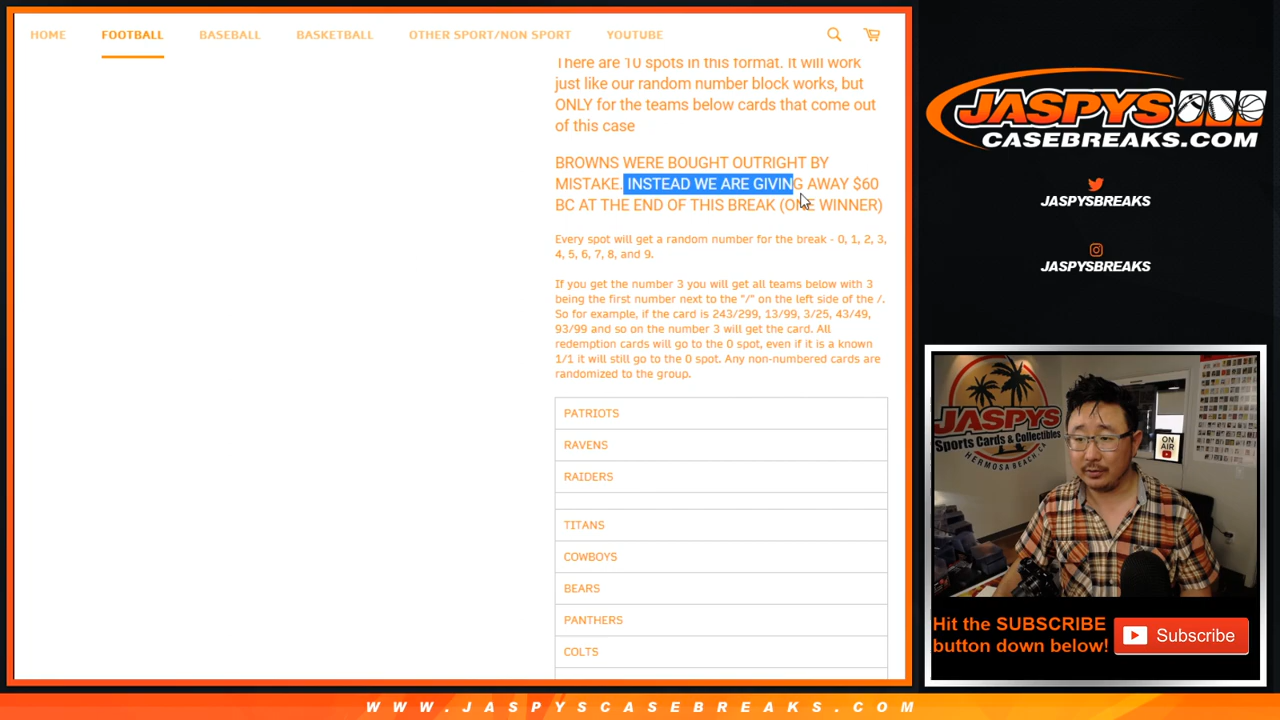 HOME FOOTBALL BASEBALL BASKETBALL OTHER SPORT/NON SPORT YOUTUBE
There are 10 spots in this format. It will work
just like our random number block works, but
ONLY for the teams below cards that come out
of this case
BROWNS WERE BOUGHT OUTRIGHT BY
MISTAKE. INSTEAD WE ARE GIVING AWAY $60
BC AT THE END OF THIS BREAK (ONE WINNER)
Every spot will get a random number for the break - 0, 1, 2, 3,
4, 5, 6, 7, 8, and 9.
If you get the number 3 you will get all teams below with 3
being the first number next to the "/" on the left side of the /.
So for example, if the card is 243/299, 13/99, 3/25, 43/49,
93/99 and so on the number 3 will get the card. All
redemption cards will go to the 0 spot, even if it is a known
1/1 it will still go to the 0 spot. Any non-numbered cards are
randomized to the group.
PATRIOTS
RAVENS
RAIDERS
TITANS
COWBOYS
BEARS
PANTHERS
COLTS
JASPYS
CASEBREAKS.COM
JASPYSBREAKS
JASPYSBREAKS
JASPYS
Sports Cards & Collectibles
HERMOSA BEACH, CA
ON
AIR
Hit the SUBSCRIBE
button down below!
Subscribe
WWW.JASPYSCASEBREAKS.COM